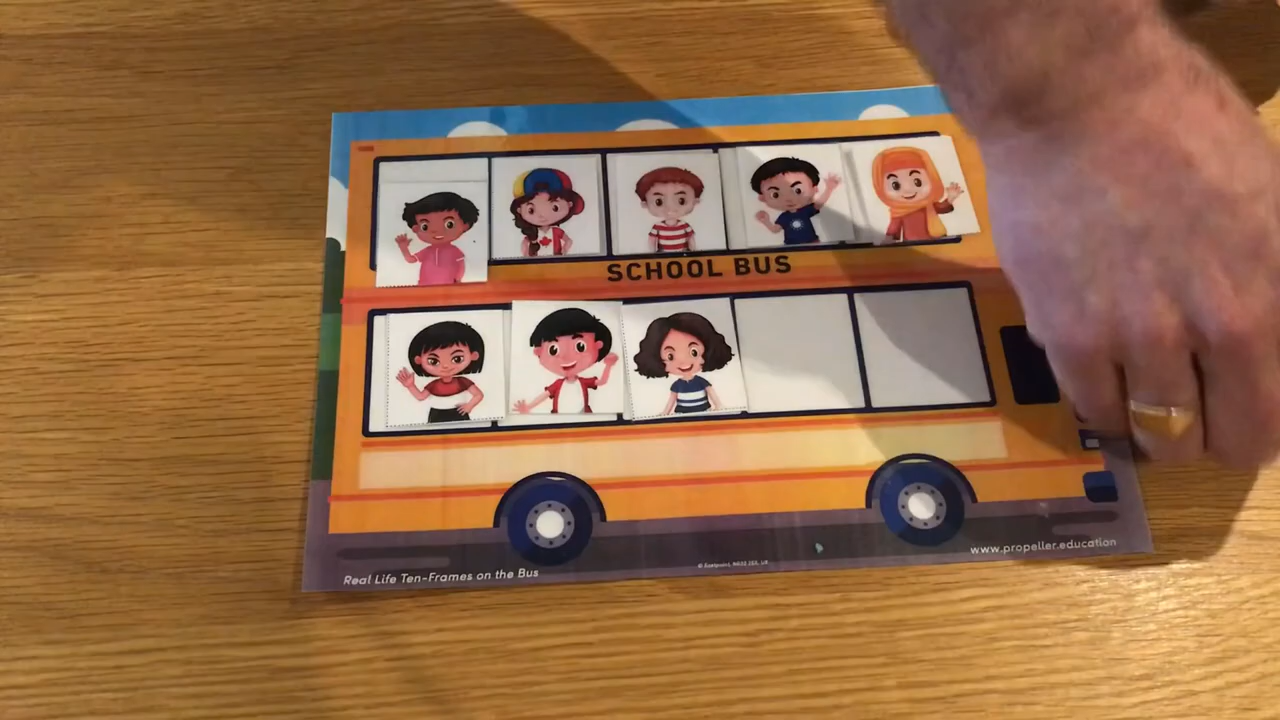 SCHOOL BUS
www.propeller.education
Real Life Ten-Frames on the Bus